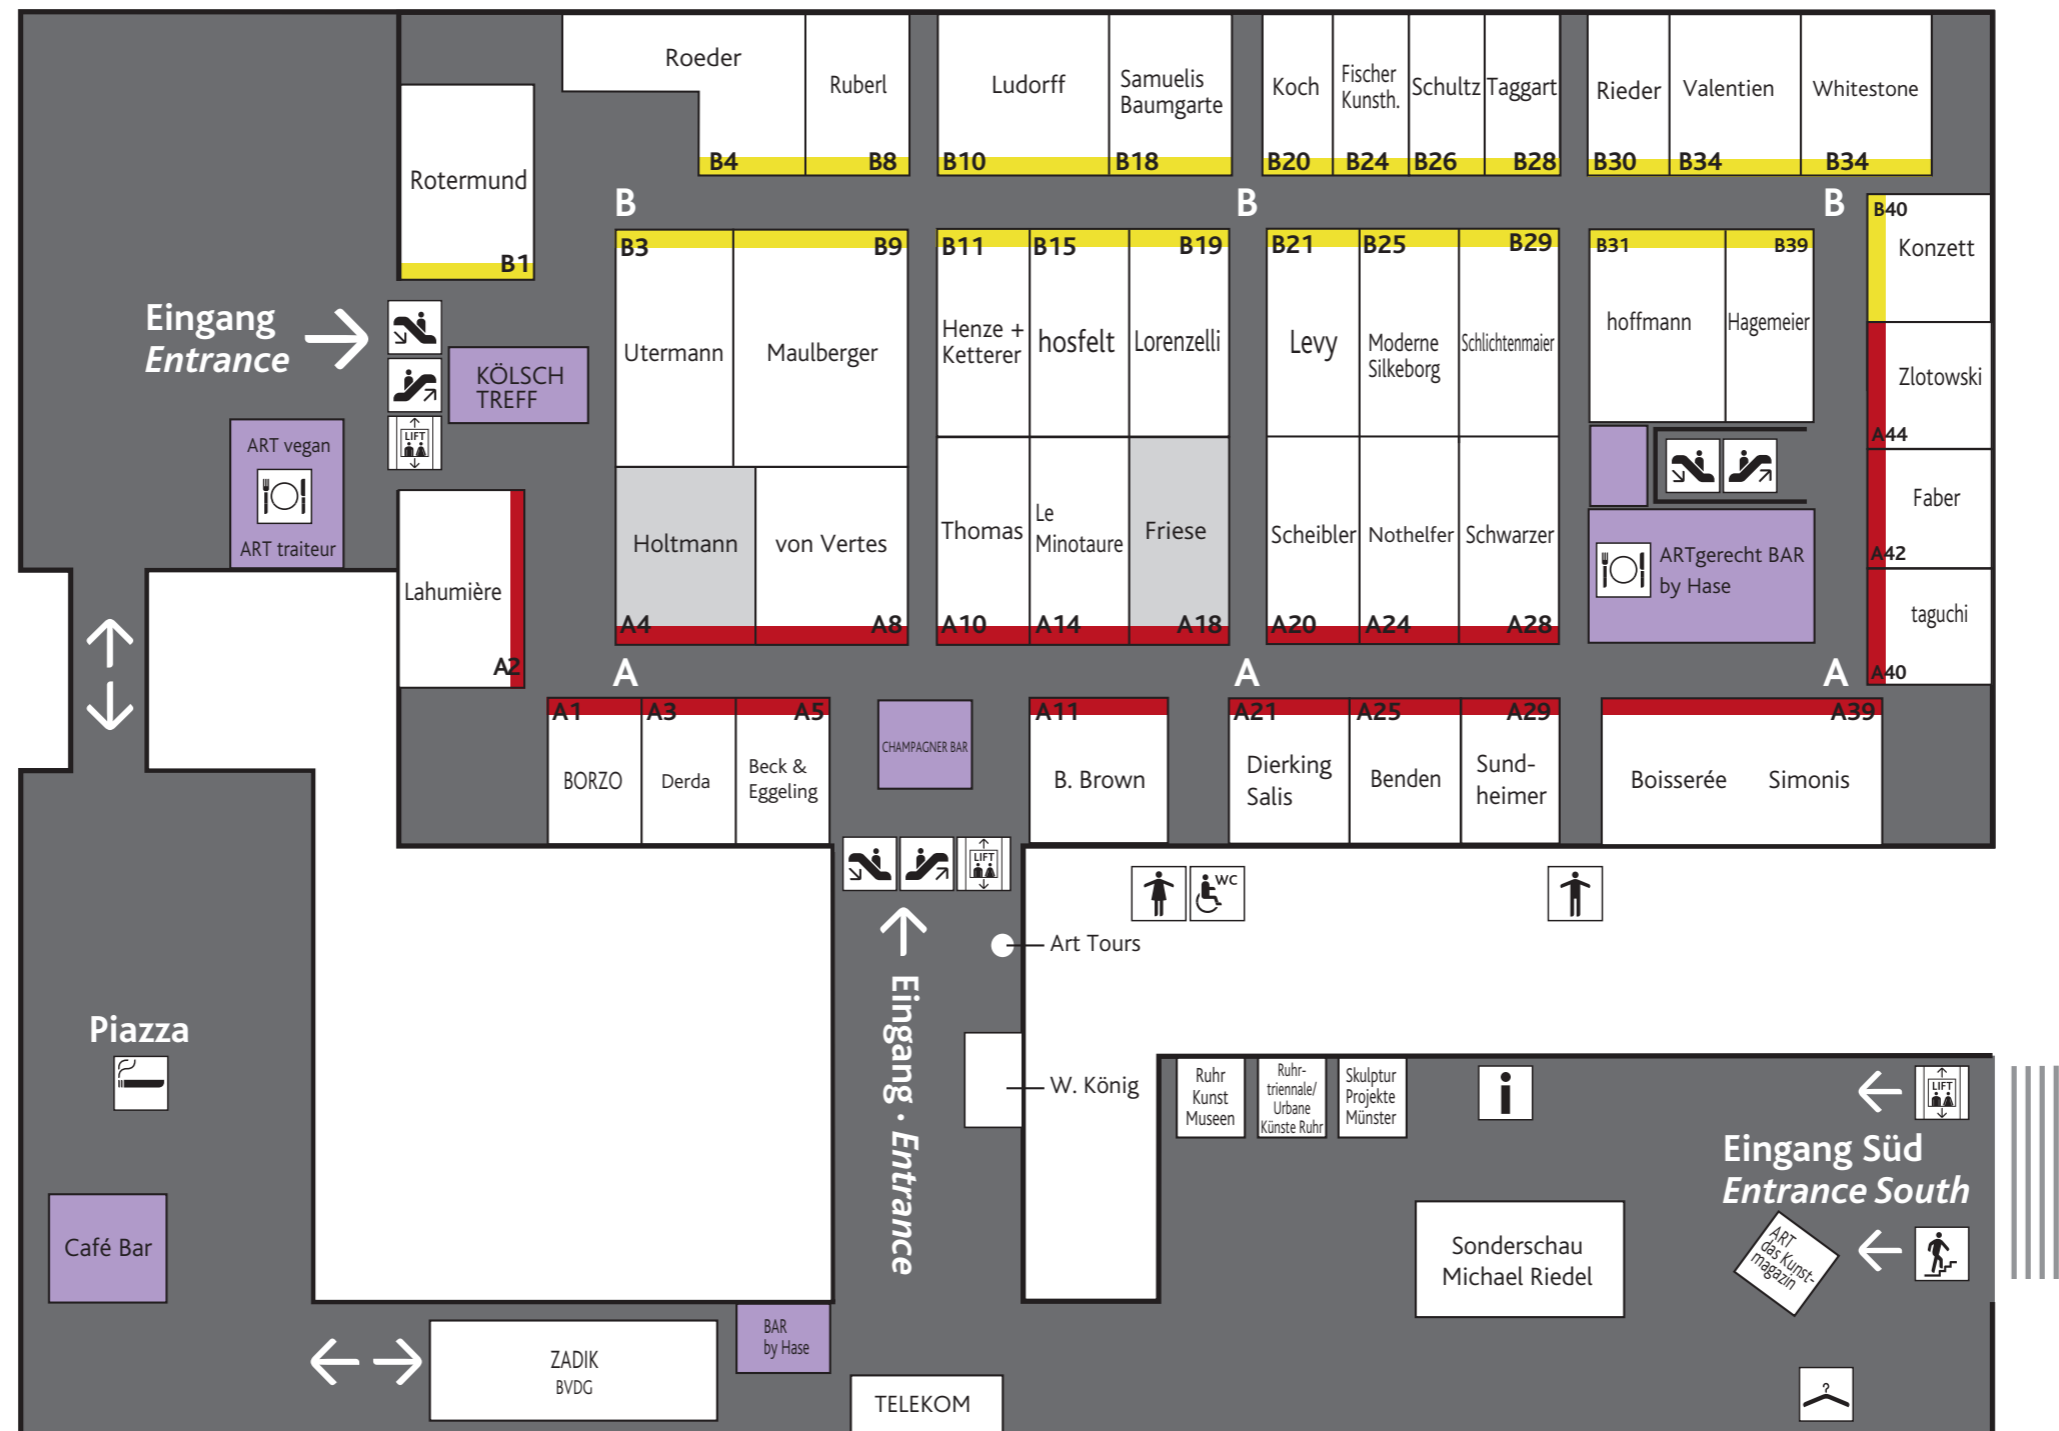 Roeder
Ruberl
Ludorff
Samuelis
Baumgarte
Koch
Fischer
Kunsth.
Schultz
Taggart
Rieder
Valentien
Whitestone
B4
B8
B10
B18
B20
B24
B26
B28
B30
B34
B34
Rotermund
B1
B
B
B
B40
Konzett
B3
B9
B11
B15
B19
B21
B25
B29
B31
B39
Eingang
Entrance
KÖLSCH
TREFF
LIFT
Utermann
Maulberger
Henze +
Ketterer
hosfelt
Lorenzelli
Levy
Moderne
Silkeborg
Schlichtenmaier
hoffmann
Hagemeier
Zlotowski
A44
ART vegan
ART traiteur
Lahumière
A2
Holtmann
von Vertes
Thomas
Le
Minotaure
Friese
Scheibler
Nothelfer
Schwarzer
ARTgerecht BAR
by Hase
Faber
A42
taguchi
A40
A4
A8
A10
A14
A18
A20
A24
A28
A
A
A
A1
A3
A5
A11
A21
A25
A29
A39
BORZO
Derda
Beck &
Eggeling
CHAMPAGNER BAR
B. Brown
Dierking
Salis
Benden
Sund-
heimer
Boisserée
Simonis
LIFT
WC
Art Tours
Eingang · Entrance
W. König
Piazza
Café Bar
Ruhr
Kunst
Museen
Ruhr-
triennale/
Urbane
Künste Ruhr
Skulptur
Projekte
Münster
i
LIFT
Eingang Süd
Entrance South
ART
das Kunst-
magazin
Sonderschau
Michael Riedel
ZADIK
BVDG
BAR
by Hase
TELEKOM
?